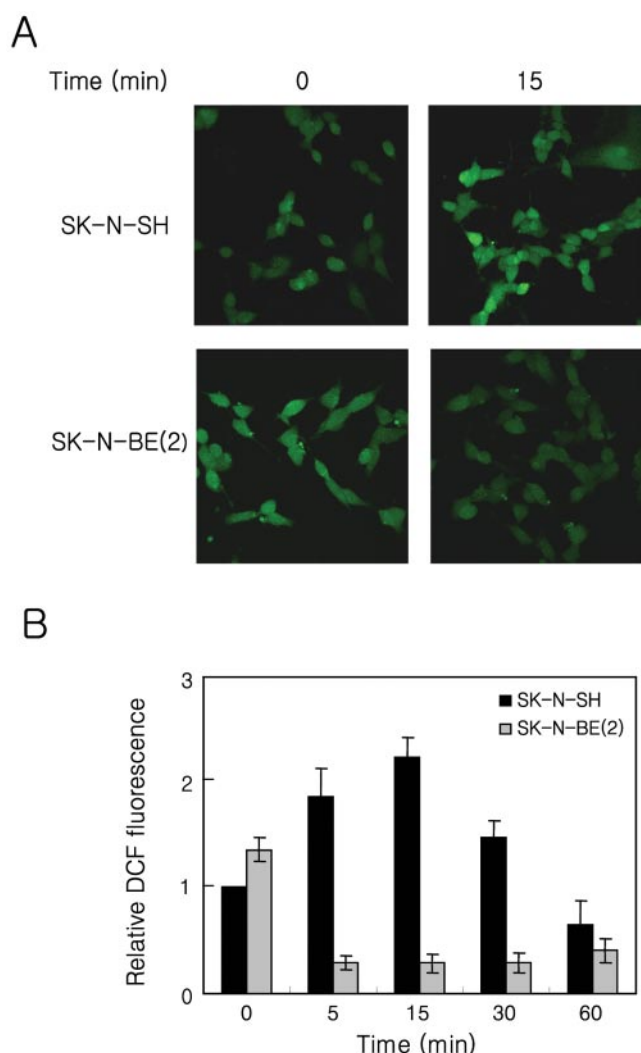 A
Time (min) 0 15
SK-N-SH
SK-N-BE(2)
B
Relative DCF fluorescence
3
2
1
0
SK-N-SH
SK-N-BE(2)
0 5 15 30 60
Time (min)